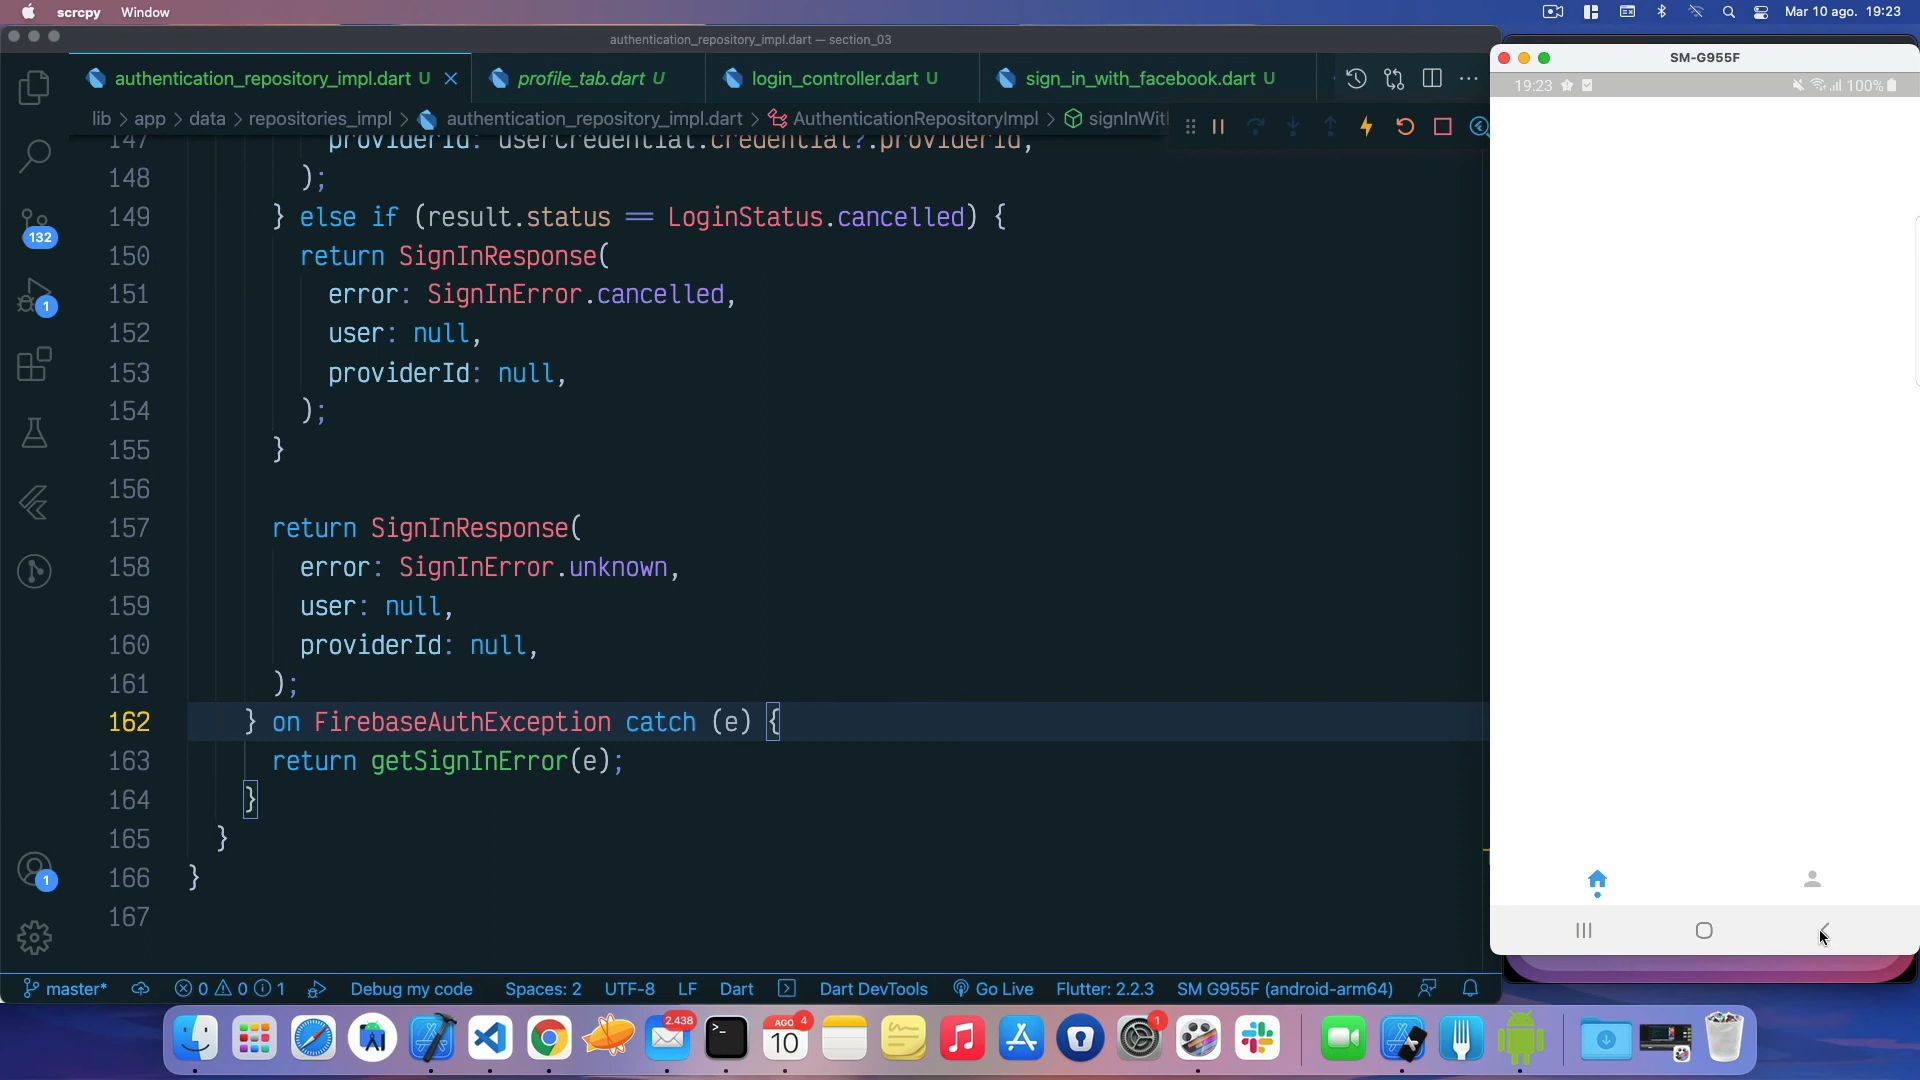 scrcpy Window
Mar 10 ago. 19:23
authentication_repository_impl.dart — section_03
authentication_repository_impl.dart U
profile_tab.dart U
login_controller.dart U
sign_in_with_facebook.dart U
lib > app > data > repositories_impl > authentication_repository_impl.dart > AuthenticationRepositoryImpl > signInWit
147 providerId: userCredential.credential?.providerId,
148 );
149 } else if (result.status == LoginStatus.cancelled) {
150 return SignInResponse(
151 error: SignInError.cancelled,
152 user: null,
153 providerId: null,
154 );
155 }
156
157 return SignInResponse(
158 error: SignInError.unknown,
159 user: null,
160 providerId: null,
161 );
162 } on FirebaseAuthException catch (e) {
163 return getSignInError(e);
164 }
165 }
166 }
167
132
1
1
SM-G955F
19:23
100%
master* 0 0 1 Debug my code Spaces: 2 UTF-8 LF Dart Dart DevTools Go Live Flutter: 2.2.3 SM G955F (android-arm64)
2.438
AGO
10
4
1